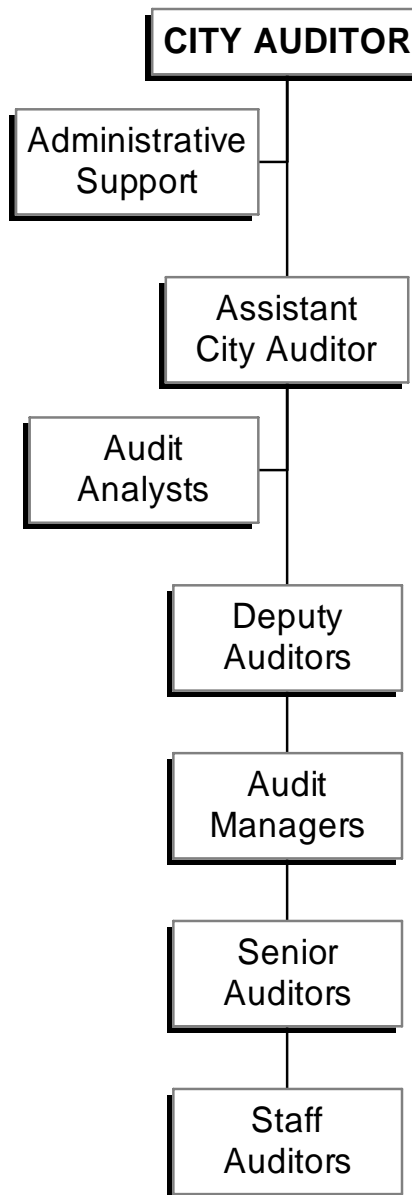 CITY AUDITOR
Administrative
Support
Assistant
City Auditor
Audit
Analysts
Deputy
Auditors
Audit
Managers
Senior
Auditors
Staff
Auditors